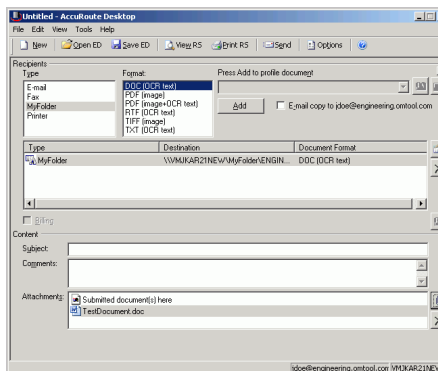 Untitled - AccuRoute Desktop
File Edit View Tools Help
New Open ED Save ED View RS Print RS Send Options
Recipients
Type Format: Press Add to profile document
E-mail
Fax
MyFolder
Printer
DOC (OCR text)
PDF (image)
PDF (image+OCR text)
RTF (OCR text)
TIFF (image)
TXT (OCR text)
Add E-mail copy to jdoe@engineering.omtool.com
Type Destination Document Format
MyFolder \\VMJKAR21NEW\MyFolder\ENGIN... DOC (OCR text)
Billing
Content
Subject:
Comments:
Attachments: Submitted document(s) here
TestDocument.doc
jdoe@engineering.omtool.com VMJKAR21NEW